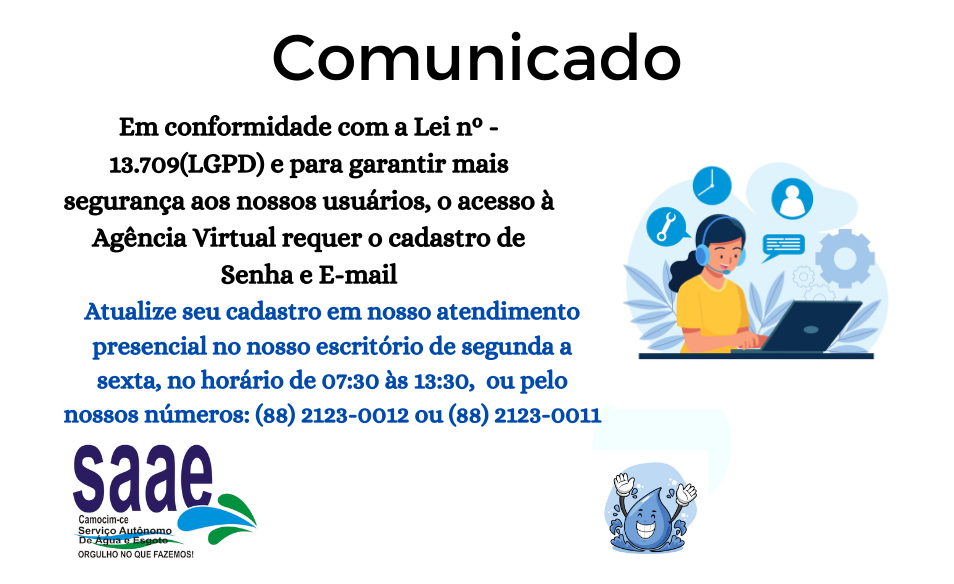 Comunicado
Em conformidade com a Lei nº -
13.709(LGPD) e para garantir mais
segurança aos nossos usuários, o acesso à
Agência Virtual requer o cadastro de
Senha e E-mail
Atualize seu cadastro em nosso atendimento
presencial no nosso escritório de segunda a
sexta, no horário de 07:30 às 13:30, ou pelo
nossos números: (88) 2123-0012 ou (88) 2123-0011
saae
Camocim-ce
Serviço Autônomo
De Água e Esgoto
ORGULHO NO QUE FAZEMOS!